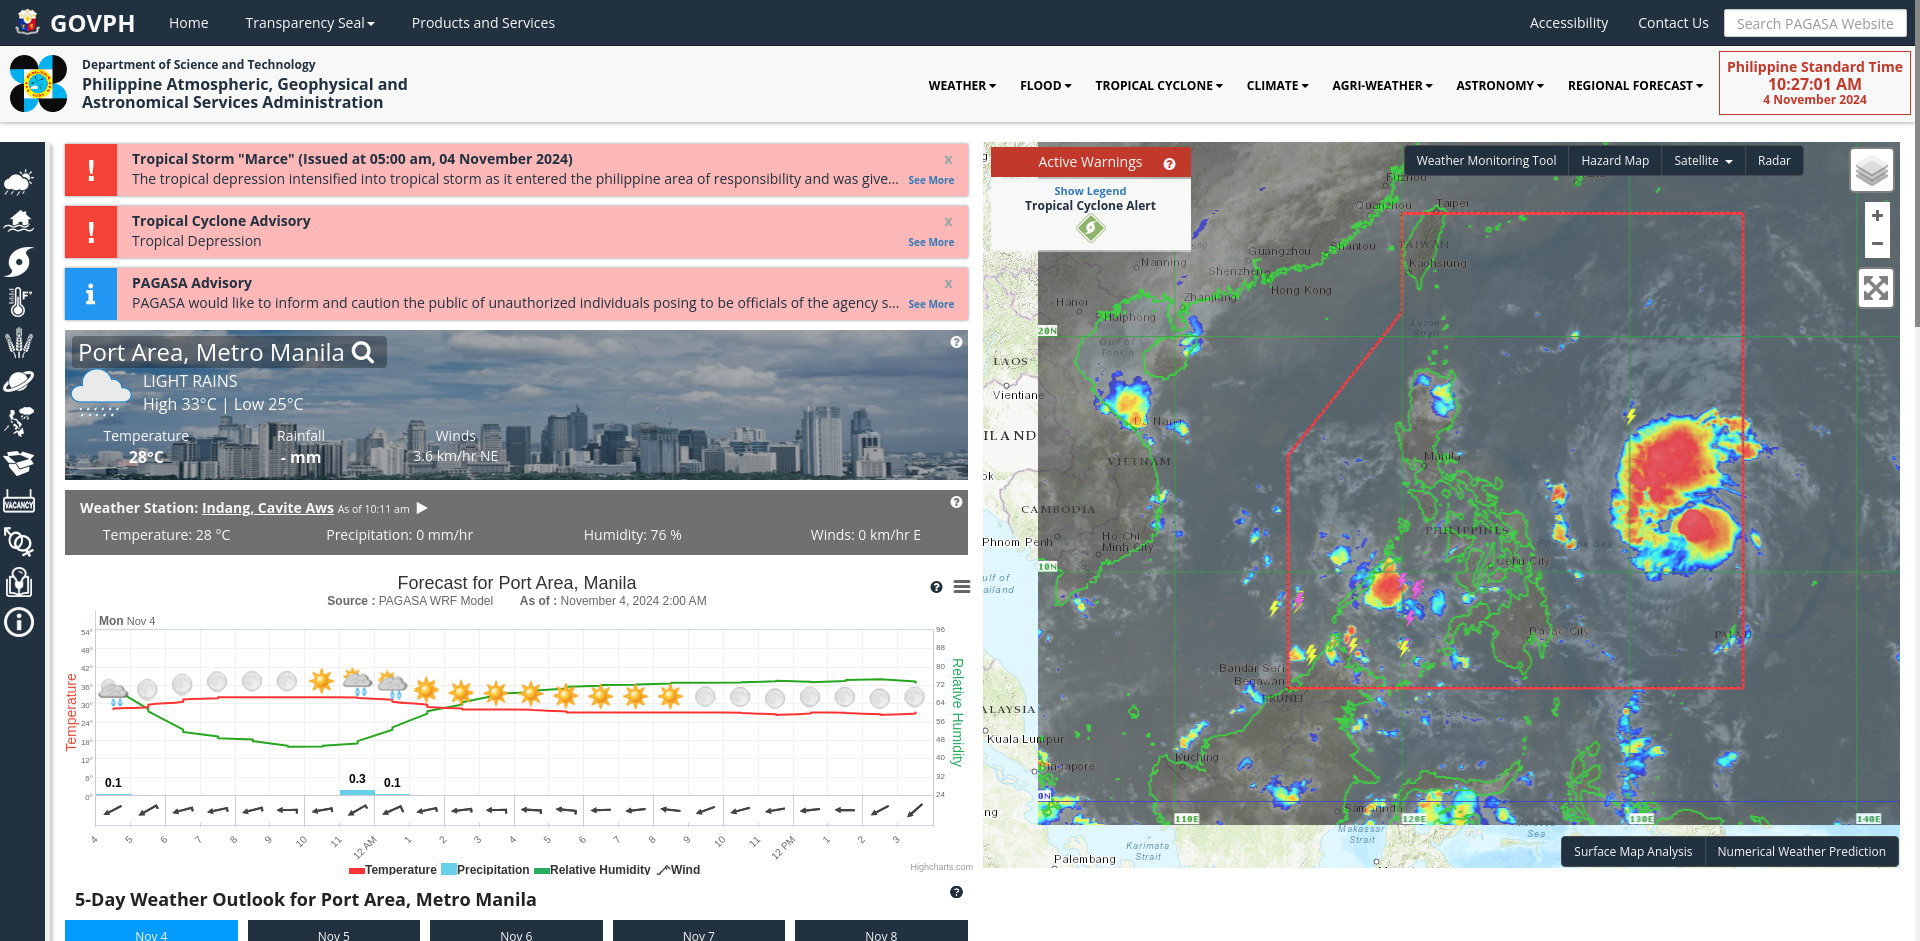 GOVPH
Home
Transparency Seal
Products and Services
Accessibility
Contact Us
Search PAGASA Website
Department of Science and Technology
Philippine Atmospheric, Geophysical and
Astronomical Services Administration
WEATHER
FLOOD
TROPICAL CYCLONE
CLIMATE
AGRI-WEATHER
ASTRONOMY
REGIONAL FORECAST
Philippine Standard Time
10:27:01 AM
4 November 2024
VACANCY
Tropical Storm "Marce" (Issued at 05:00 am, 04 November 2024)
x
The tropical depression intensified into tropical storm as it entered the philippine area of responsibility and was give...
See More
Tropical Cyclone Advisory
x
Tropical Depression
See More
PAGASA Advisory
x
PAGASA would like to inform and caution the public of unauthorized individuals posing to be officials of the agency s...
See More
Port Area, Metro Manila
LIGHT RAINS
High 33°C | Low 25°C
Temperature
28°C
Rainfall
- mm
Winds
3.6 km/hr NE
Weather Station: Indang, Cavite Aws As of 10:11 am
Temperature: 28 °C
Precipitation: 0 mm/hr
Humidity: 76 %
Winds: 0 km/hr E
Forecast for Port Area, Manila
Source : PAGASA WRF Model As of : November 4, 2024 2:00 AM
Mon Nov 4
Temperature
54°
48°
42°
36°
30°
24°
18°
12°
6°
0°
96
88
80
72
64
56
48
40
32
24
Relative Humidity
0.1
0.3
0.1
4 5 6 7 8 9 10 11 12 AM 1 2 3 4 5 6 7 8 9 10 11 12 PM 1 2 3
Temperature Precipitation Relative Humidity Wind
Highcharts.com
5-Day Weather Outlook for Port Area, Metro Manila
Nov 4
Nov 5
Nov 6
Nov 7
Nov 8
Active Warnings
Show Legend
Tropical Cyclone Alert
Weather Monitoring Tool
Hazard Map
Satellite
Radar
+
−
Fuzhou
Quanzhou
Taipei
Guangzhou
Shantou
TAIWAN
Nanning
Shenzhen
Kaohsiung
Hong Kong
Zhanjiang
Hanoi
Haiphong
20N
Luzon
Strait
Gulf of
Tonkin
LAOS
Vientiane
Da Nang
ILAND
VIETNAM
Manila
ok
CAMBODIA
PHILIPPINES
Phnom Penh
Ho Chi
Minh City
Cebu City
10N
ulf of
ailand
Davao City
PALAU
Bandar Seri
Begawan
BRUNEI
ALAYSIA
Kuala Lumpur
Kuching
Singapore
0N
ng
Samarinda
110E
120E
130E
140E
Makassar
Strait
Molucca
Sea
Karimata
Strait
Palembang
Surface Map Analysis
Numerical Weather Prediction